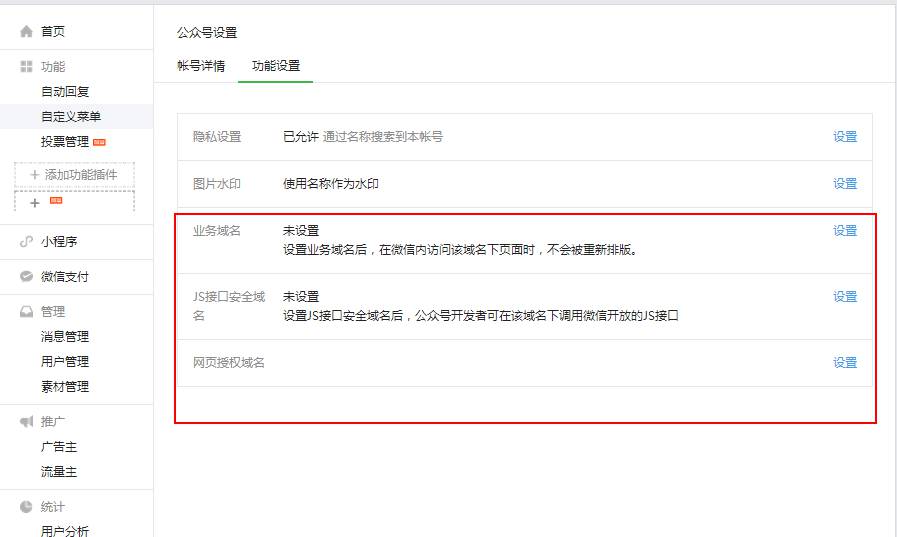 首页
功能
自动回复
自定义菜单
投票管理
＋ 添加功能插件
＋
小程序
微信支付
管理
消息管理
用户管理
素材管理
推广
广告主
流量主
统计
用户分析
公众号设置
帐号详情 功能设置
隐私设置 已允许 通过名称搜索到本帐号 设置
图片水印 使用名称作为水印 设置
业务域名 未设置 设置
设置业务域名后，在微信内访问该域名下页面时，不会被重新排版。
JS接口安全域 未设置 设置
名 设置JS接口安全域名后，公众号开发者可在该域名下调用微信开放的JS接口
网页授权域名 设置